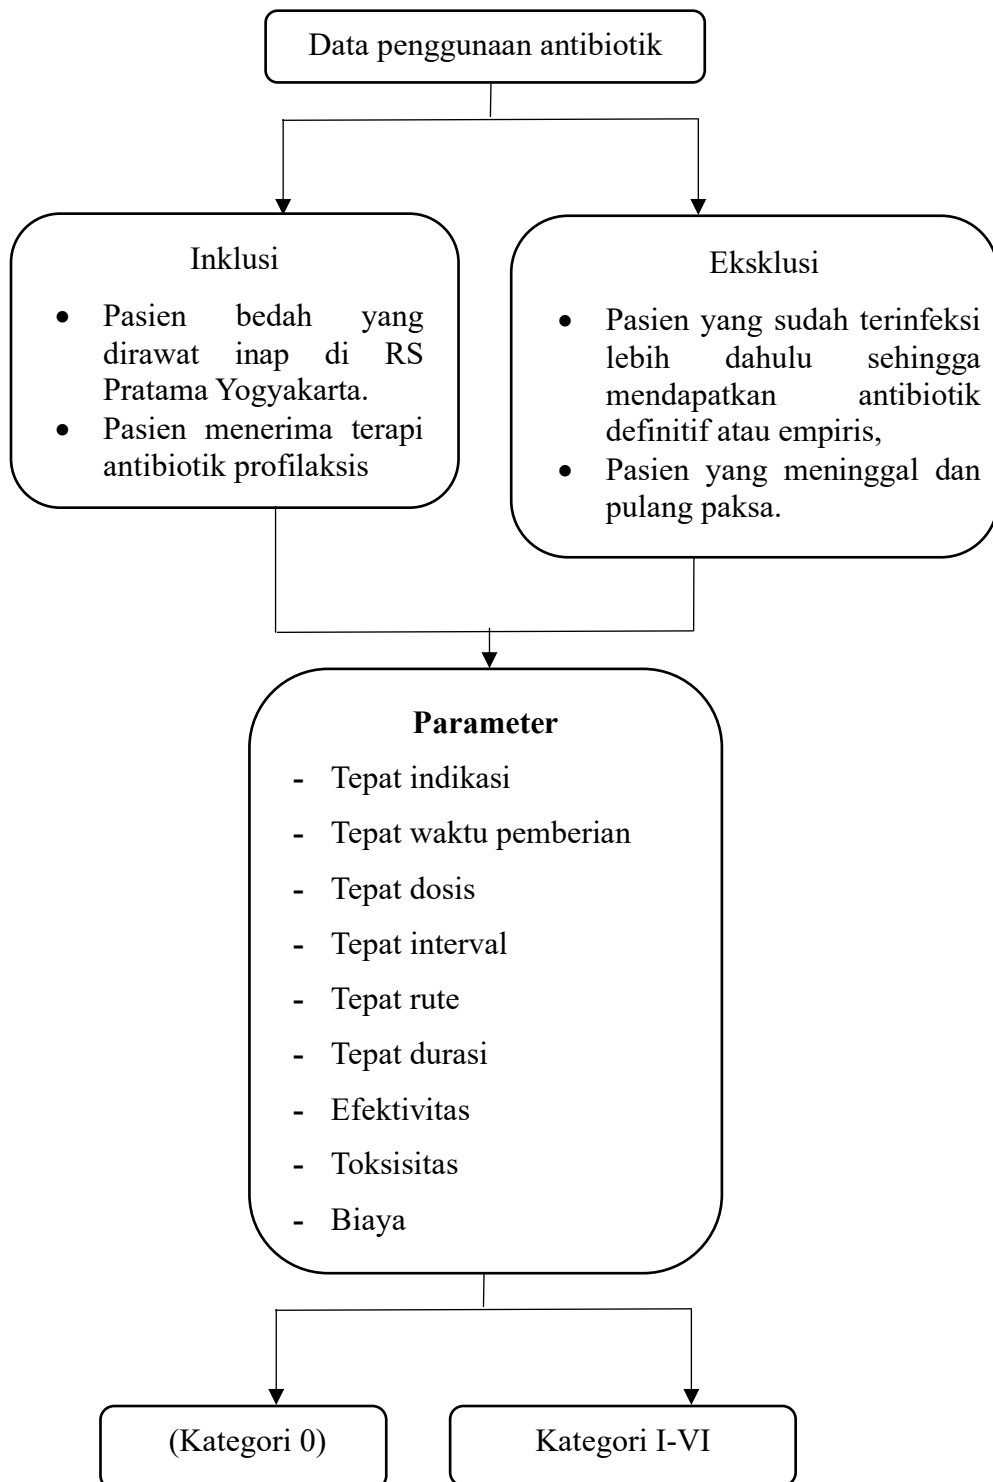 Data penggunaan antibiotik
Inklusi
• Pasien bedah yang
dirawat inap di RS
Pratama Yogyakarta.
• Pasien menerima terapi
antibiotik profilaksis
Eksklusi
• Pasien yang sudah terinfeksi
lebih dahulu sehingga
mendapatkan antibiotik
definitif atau empiris,
• Pasien yang meninggal dan
pulang paksa.
Parameter
- Tepat indikasi
- Tepat waktu pemberian
- Tepat dosis
- Tepat interval
- Tepat rute
- Tepat durasi
- Efektivitas
- Toksisitas
- Biaya
(Kategori 0)
Kategori I-VI